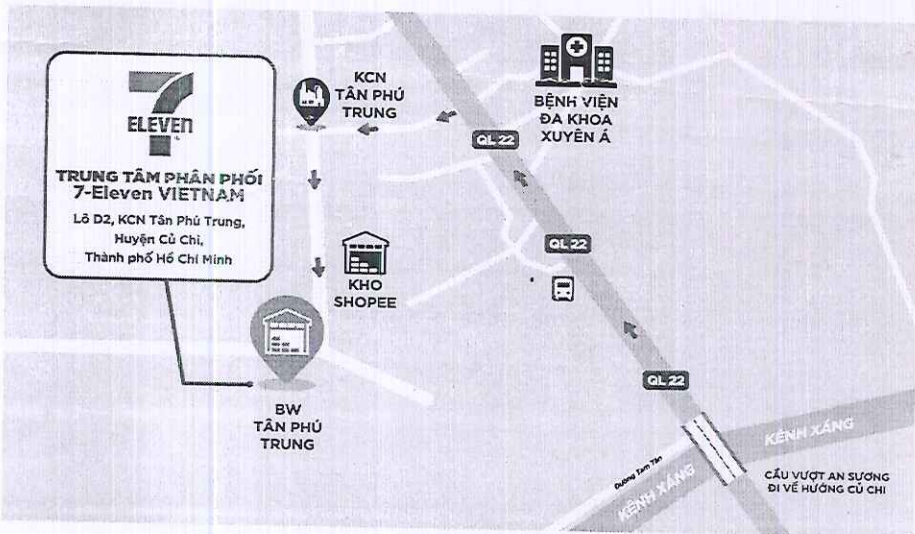 7
ELEVEN
TRUNG TÂM PHÂN PHỐI
7-Eleven VIETNAM
Lô D2, KCN Tân Phú Trung,
Huyện Củ Chi,
Thành phố Hồ Chí Minh
KCN
TÂN PHÚ
TRUNG
BỆNH VIỆN
ĐA KHOA
XUYÊN Á
QL 22
QL 22
KHO
SHOPEE
QL 22
BW
TÂN PHÚ
TRUNG
Đường Tam Tân
KÊNH XÁNG
KÊNH XÁNG
CẦU VƯỢT AN SƯƠNG
ĐI VỀ HƯỚNG CỦ CHI